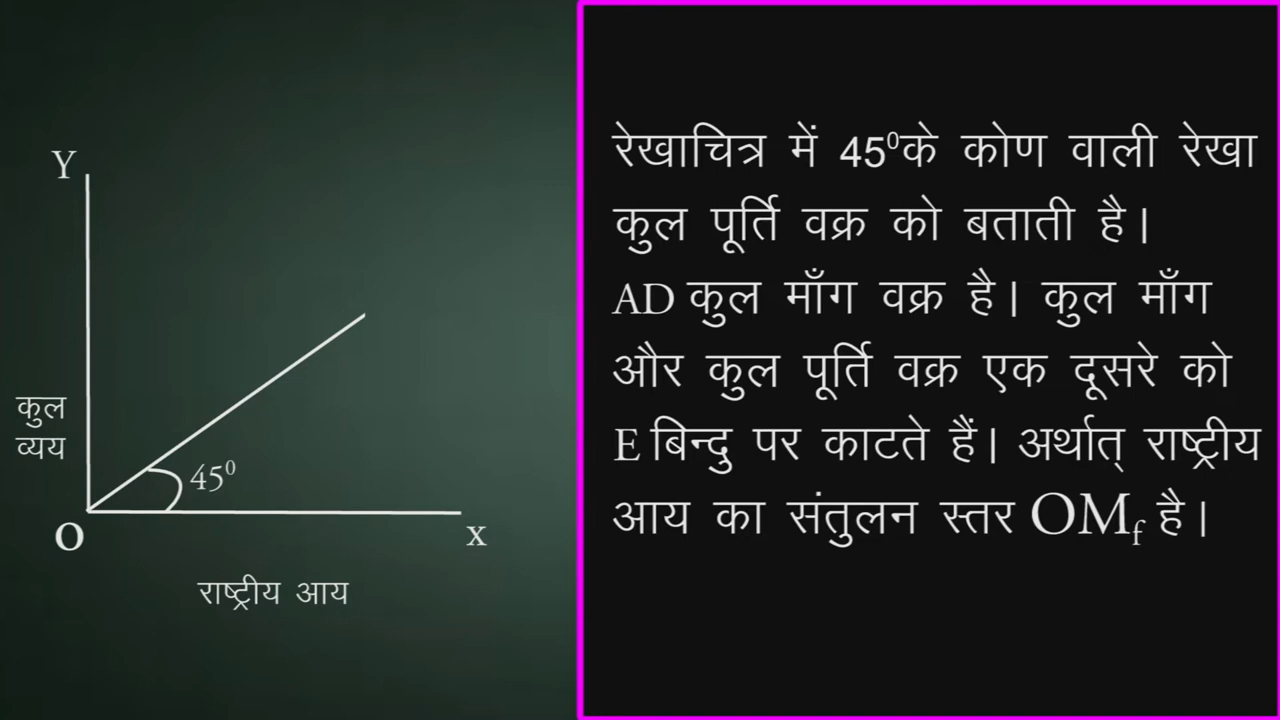 Y
कुल
व्यय
45⁰
O
x
राष्ट्रीय आय
रेखाचित्र में 45⁰के कोण वाली रेखा
कुल पूर्ति वक्र को बताती है।
AD कुल माँग वक्र है। कुल माँग
और कुल पूर्ति वक्र एक दूसरे को
E बिन्दु पर काटते हैं। अर्थात् राष्ट्रीय
आय का संतुलन स्तर OMf है।